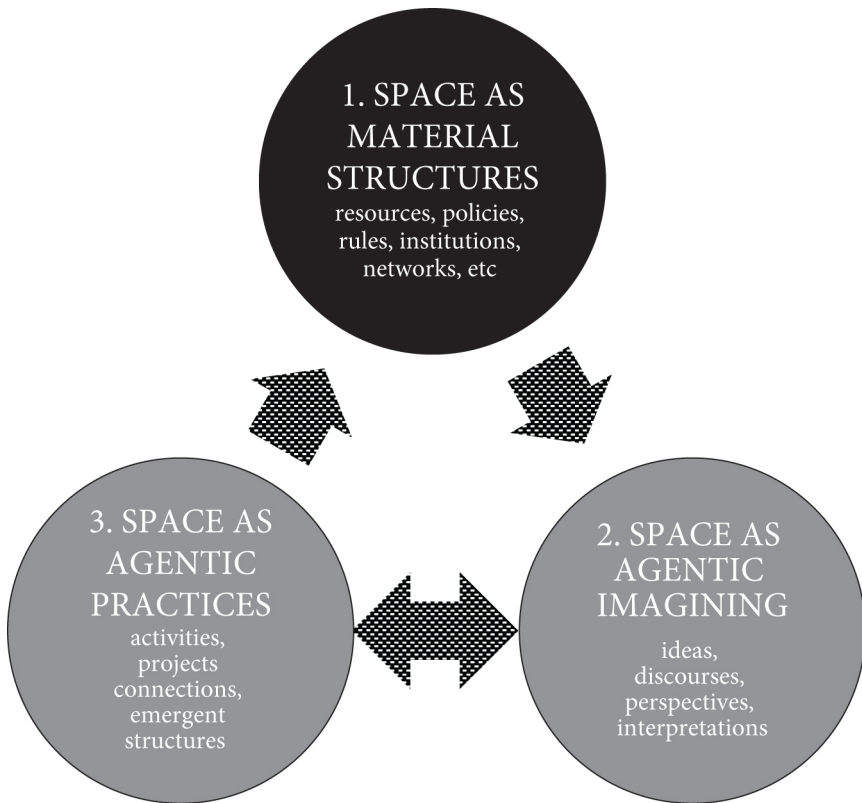 1. SPACE AS
MATERIAL
STRUCTURES
resources, policies,
rules, institutions,
networks, etc
3. SPACE AS
AGENTIC
PRACTICES
activities,
projects
connections,
emergent
structures
2. SPACE AS
AGENTIC
IMAGINING
ideas,
discourses,
perspectives,
interpretations